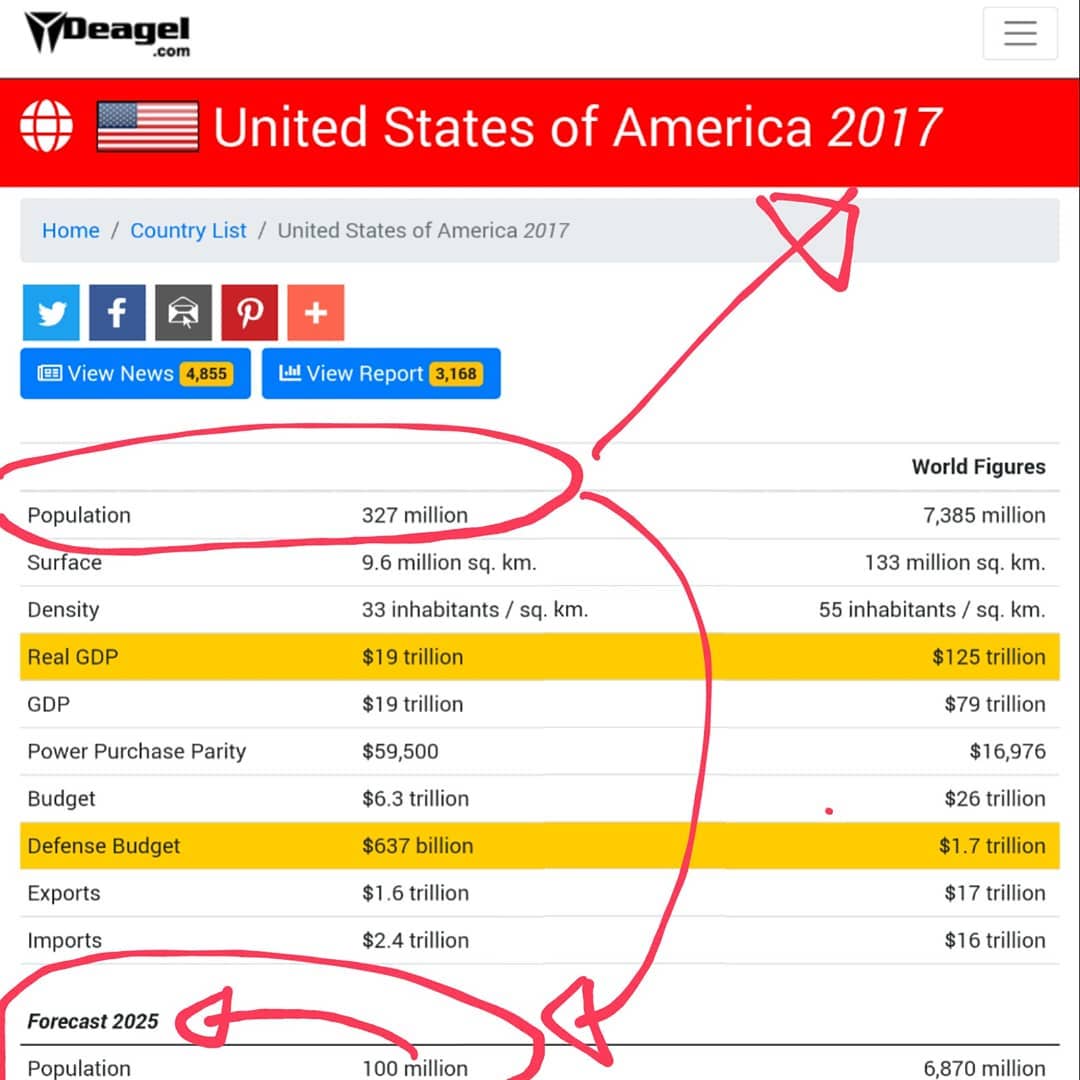 Deagel
.com
United States of America 2017
Home / Country List / United States of America 2017
View News 4,855 View Report 3,168
World Figures
Population 327 million 7,385 million
Surface 9.6 million sq. km. 133 million sq. km.
Density 33 inhabitants / sq. km. 55 inhabitants / sq. km.
Real GDP $19 trillion $125 trillion
GDP $19 trillion $79 trillion
Power Purchase Parity $59,500 $16,976
Budget $6.3 trillion $26 trillion
Defense Budget $637 billion $1.7 trillion
Exports $1.6 trillion $17 trillion
Imports $2.4 trillion $16 trillion
Forecast 2025
Population 100 million 6,870 million